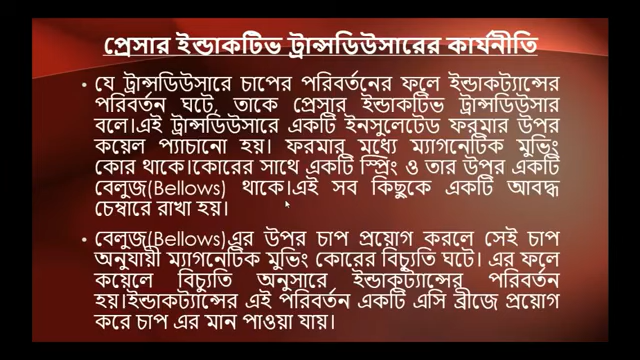 প্রেসার ইন্ডাকটিভ ট্রান্সডিউসারের কার্যনীতি
• যে ট্রান্সডিউসারে চাপের পরিবর্তনের ফলে ইন্ডাকট্যান্সের
পরিবর্তন ঘটে, তাকে প্রেসার ইন্ডাকটিভ ট্রান্সডিউসার
বলে।এই ট্রান্সডিউসারে একটি ইনসুলেটেড ফরমার উপর
কয়েল প্যাচানো হয়। ফরমার মধ্যে ম্যাগনেটিক মুভিং
কোর থাকে।কোরের সাথে একটি স্প্রিং ও তার উপর একটি
বেলুজ(Bellows) থাকে।এই সব কিছুকে একটি আবদ্ধ
চেম্বারে রাখা হয়।
• বেলুজ(Bellows)এর উপর চাপ প্রয়োগ করলে সেই চাপ
অনুযায়ী ম্যাগনেটিক মুভিং কোরের বিচ্যুতি ঘটে। এর ফলে
কয়েলে বিচ্যুতি অনুসারে ইন্ডাকট্যান্সের পরিবর্তন
হয়।ইন্ডাকট্যান্সের এই পরিবর্তন একটি এসি ব্রীজে প্রয়োগ
করে চাপ এর মান পাওয়া যায়।